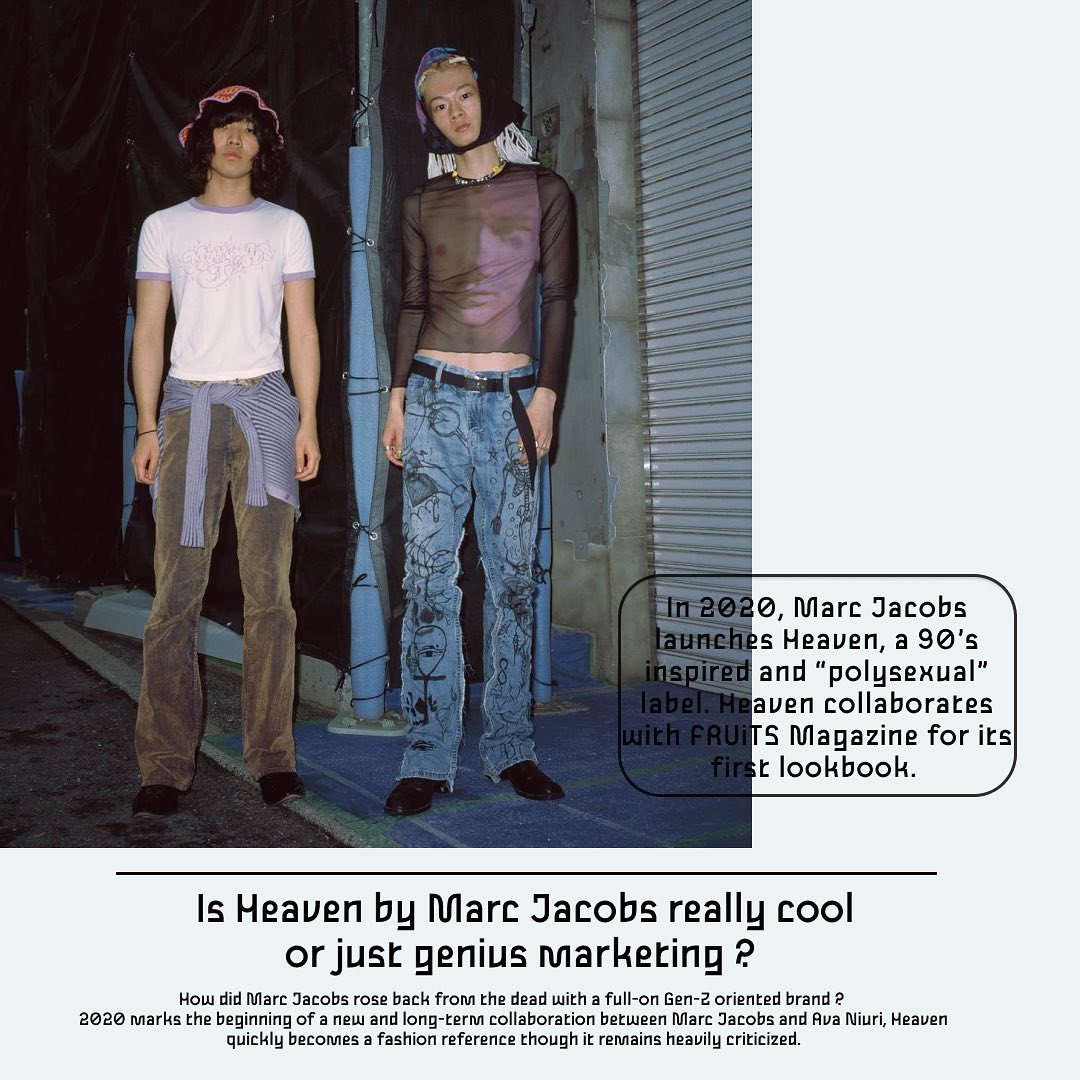 In 2020, Marc Jacobs
launches Heaven, a 90's
inspired and “polysexual”
label. Heaven collaborates
with FRUiTS Magazine for its
first lookbook.
Is Heaven by Marc Jacobs really cool
or just genius marketing ?
How did Marc Jacobs rose back from the dead with a full-on Gen-Z oriented brand ?
2020 marks the beginning of a new and long-term collaboration between Marc Jacobs and Ava Niuri, Heaven
quickly becomes a fashion reference though it remains heavily criticized.